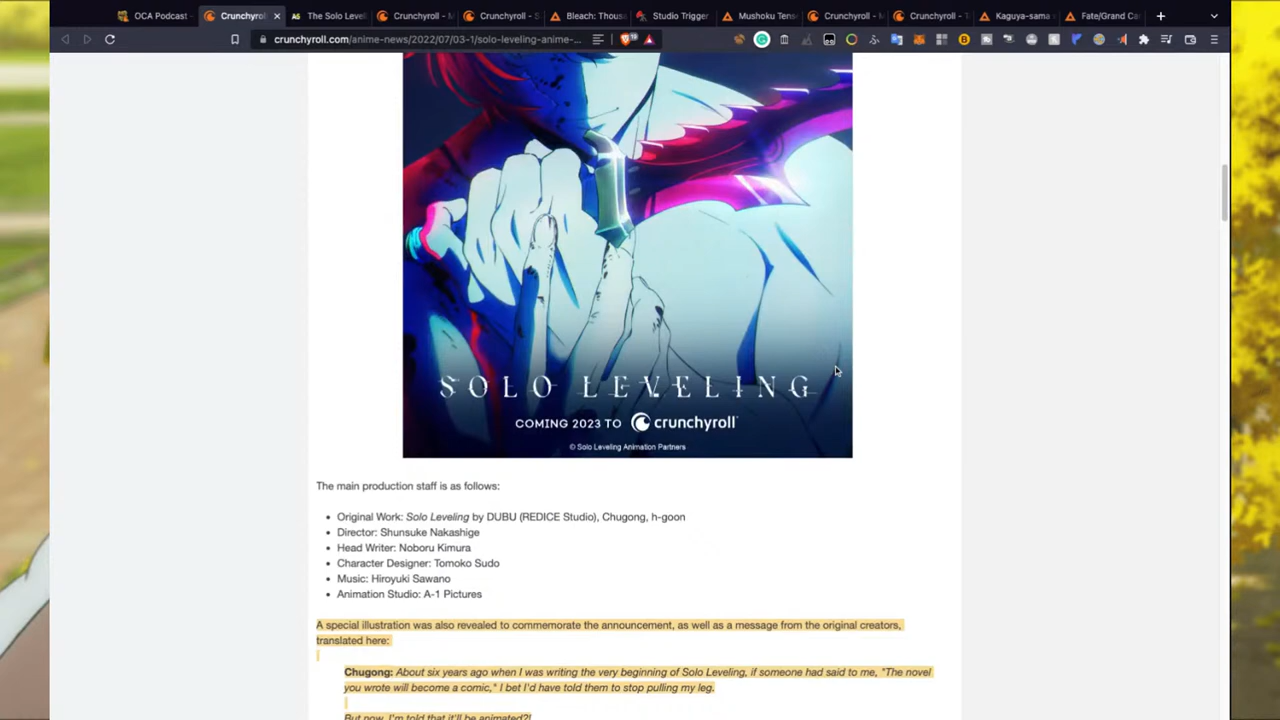 OCA Podcast
Crunchyrol
The Solo Level
Crunchyroll - M
Crunchyroll - S
Bleach: Thous
Studio Trigger
Mushoku Tens
Crunchyroll - M
Crunchyroll - T
Kaguya-sama
Fate/Grand Ca
crunchyroll.com/anime-news/2022/07/03-1/solo-leveling-anime-...
SOLO LEVELING
COMING 2023 TO crunchyroll
© Solo Leveling Animation Partners
The main production staff is as follows:
• Original Work: Solo Leveling by DUBU (REDICE Studio), Chugong, h-goon
• Director: Shunsuke Nakashige
• Head Writer: Noboru Kimura
• Character Designer: Tomoko Sudo
• Music: Hiroyuki Sawano
• Animation Studio: A-1 Pictures
A special illustration was also revealed to commemorate the announcement, as well as a message from the original creators,
translated here:
Chugong: About six years ago when I was writing the very beginning of Solo Leveling, if someone had said to me, "The novel
you wrote will become a comic," I bet I'd have told them to stop pulling my leg.
But now, I'm told that it'll be animated?!